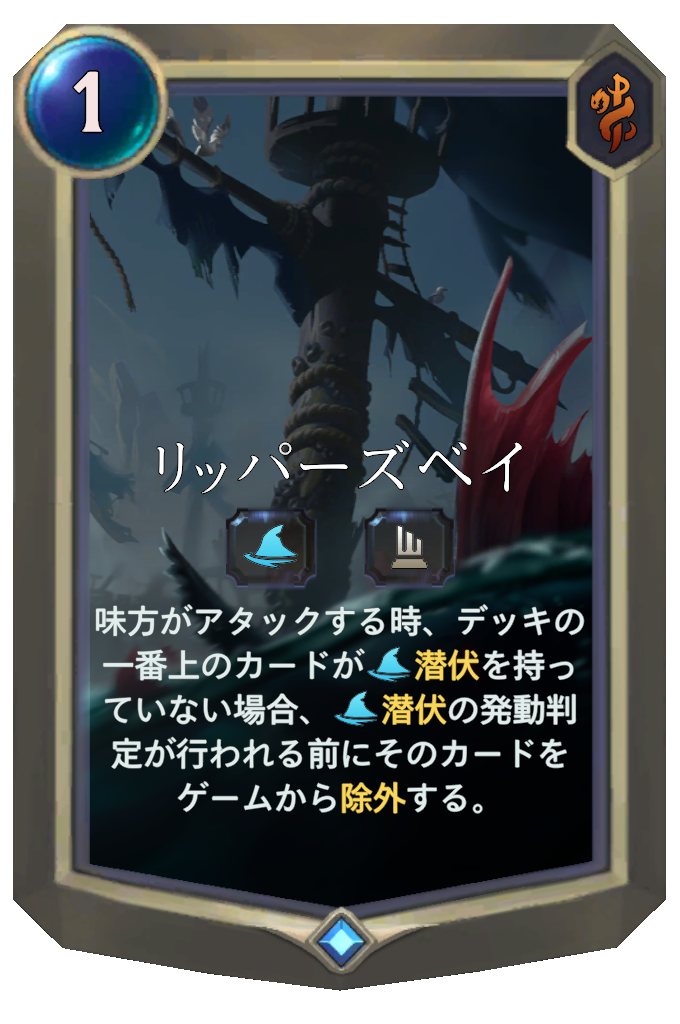 1
リッパーズベイ
味方がアタックする時、デッキの
一番上のカードが潜伏を持っ
ていない場合、潜伏の発動判
定が行われる前にそのカードを
ゲームから除外する。